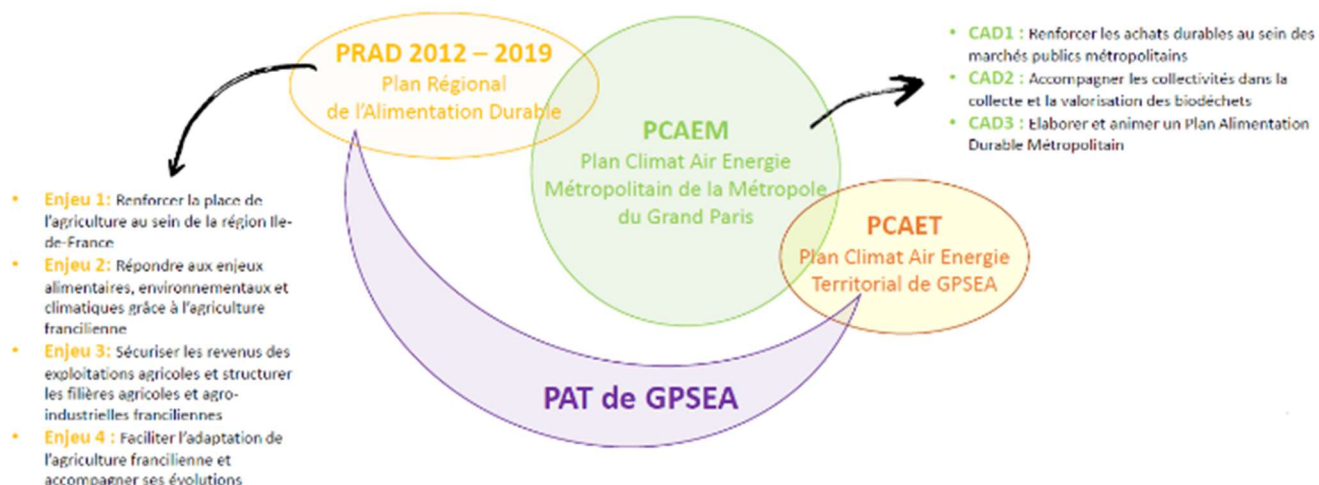 PRAD 2012 – 2019
Plan Régional
de l'Alimentation Durable
PCAEM
Plan Climat Air Energie
Métropolitain de la Métropole
du Grand Paris
• CAD1 : Renforcer les achats durables au sein des
marchés publics métropolitains
• CAD2 : Accompagner les collectivités dans la
collecte et la valorisation des biodéchets
• CAD3 : Elaborer et animer un Plan Alimentation
Durable Métropolitain
• Enjeu 1: Renforcer la place de
l'agriculture au sein de la région Ile-
de-France
• Enjeu 2: Répondre aux enjeux
alimentaires, environnementaux et
climatiques grâce à l'agriculture
francilienne
• Enjeu 3: Sécuriser les revenus des
exploitations agricoles et structurer
les filières agricoles et agro-
industrielles franciliennes
• Enjeu 4 : Faciliter l'adaptation de
l'agriculture francilienne et
accompagner ses évolutions
PCAET
Plan Climat Air Energie
Territorial de GPSEA
PAT de GPSEA